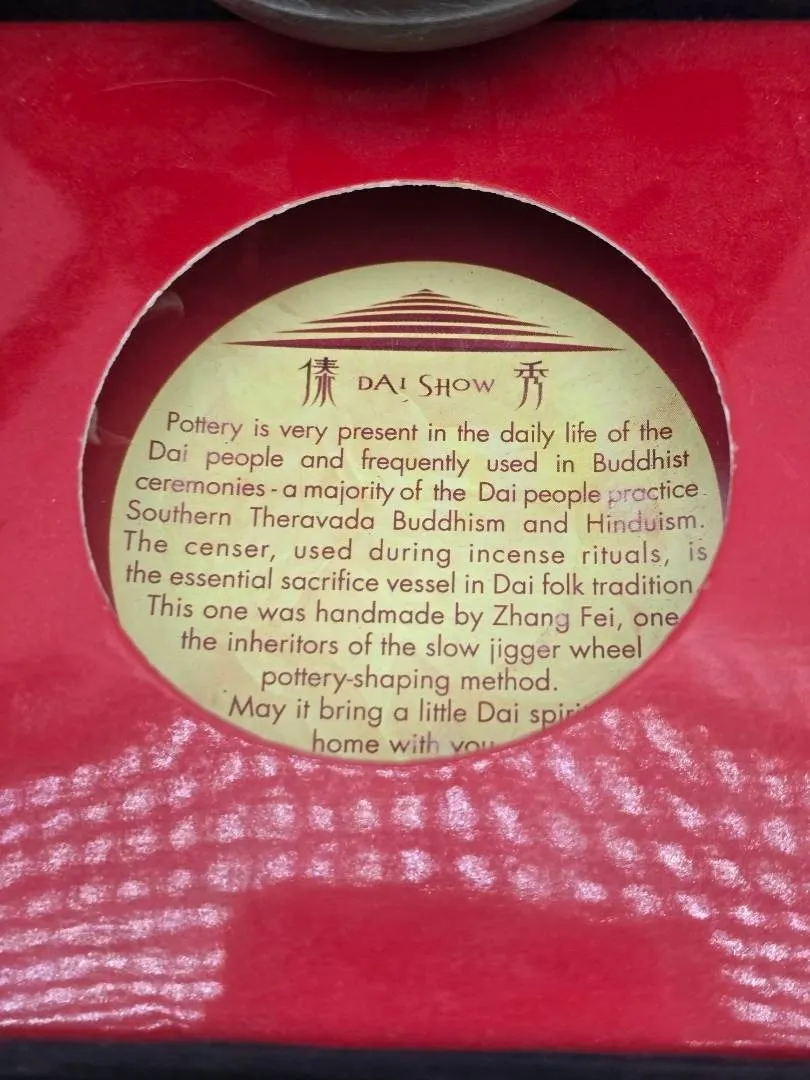 傣 DAI SHOW 秀
Pottery is very present in the daily life of the
Dai people and frequently used in Buddhist
ceremonies - a majority of the Dai people practice
Southern Theravada Buddhism and Hinduism.
The censer, used during incense rituals, is
the essential sacrifice vessel in Dai folk tradition.
This one was handmade by Zhang Fei, one
the inheritors of the slow jigger wheel
pottery-shaping method.
May it bring a little Dai spirit
home with you